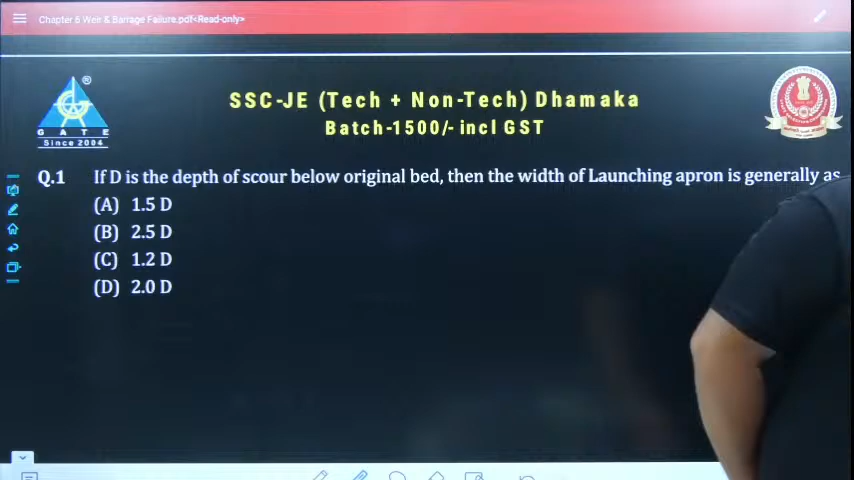 Chapter 6 Weir & Barrage Failure.pdf<Read-only>
GATE
Since 2004
SSC-JE (Tech + Non-Tech) Dhamaka
Batch-1500/- incl GST
Q.1 If D is the depth of scour below original bed, then the width of Launching apron is generally as
(A) 1.5 D
(B) 2.5 D
(C) 1.2 D
(D) 2.0 D